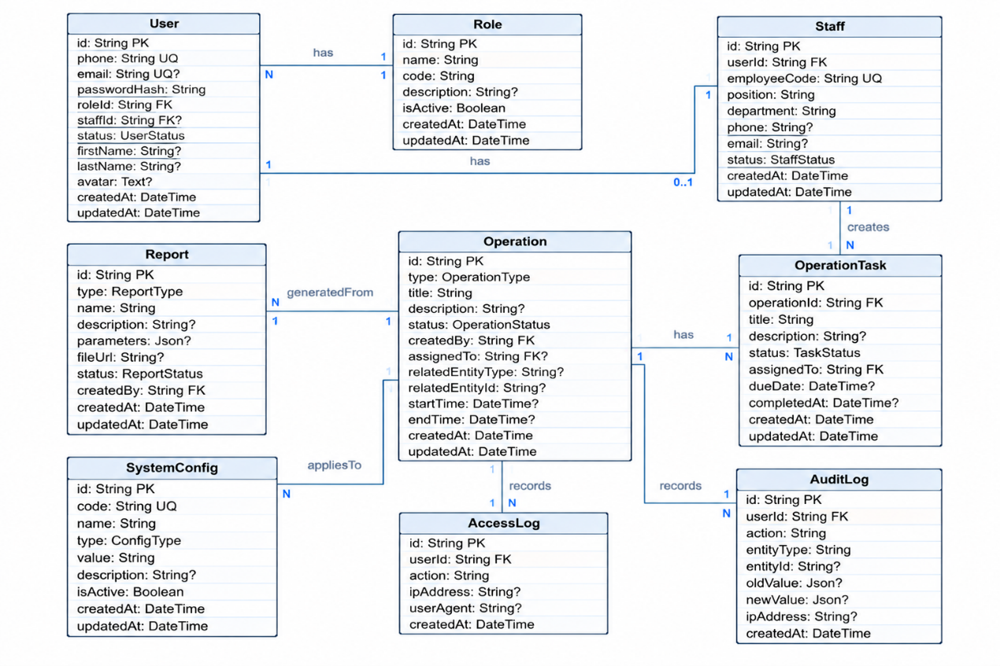 User
id: String PK
phone: String UQ
email: String UQ?
passwordHash: String
roleId: String FK
staffId: String FK?
status: UserStatus
firstName: String?
lastName: String?
avatar: Text?
createdAt: DateTime
updatedAt: DateTime
has
N
1
1
Role
id: String PK
name: String
code: String
description: String?
isActive: Boolean
createdAt: DateTime
updatedAt: DateTime
has
1
1
0..1
1
1
Staff
id: String PK
userId: String FK
employeeCode: String UQ
position: String
department: String
phone: String?
email: String?
status: StaffStatus
createdAt: DateTime
updatedAt: DateTime
1
1
creates
1
N
Report
id: String PK
type: ReportType
name: String
description: String?
parameters: Json?
fileUrl: String?
status: ReportStatus
createdBy: String FK
createdAt: DateTime
updatedAt: DateTime
generatedFrom
N
1
1
Operation
id: String PK
type: OperationType
title: String
description: String?
status: OperationStatus
createdBy: String FK
assignedTo: String FK?
relatedEntityType: String?
relatedEntityId: String?
startTime: DateTime?
endTime: DateTime?
createdAt: DateTime
updatedAt: DateTime
has
1
1
1
N
OperationTask
id: String PK
operationId: String FK
title: String
description: String?
status: TaskStatus
assignedTo: String FK
dueDate: DateTime?
completedAt: DateTime?
createdAt: DateTime
updatedAt: DateTime
SystemConfig
id: String PK
code: String UQ
name: String
type: ConfigType
value: String
description: String?
isActive: Boolean
createdAt: DateTime
updatedAt: DateTime
appliesTo
N
1
1
1
records
1
N
AccessLog
id: String PK
userId: String FK
action: String
ipAddress: String?
userAgent: String?
createdAt: DateTime
records
1
N
AuditLog
id: String PK
userId: String FK
action: String
entityType: String
entityId: String?
oldValue: Json?
newValue: Json?
ipAddress: String?
createdAt: DateTime